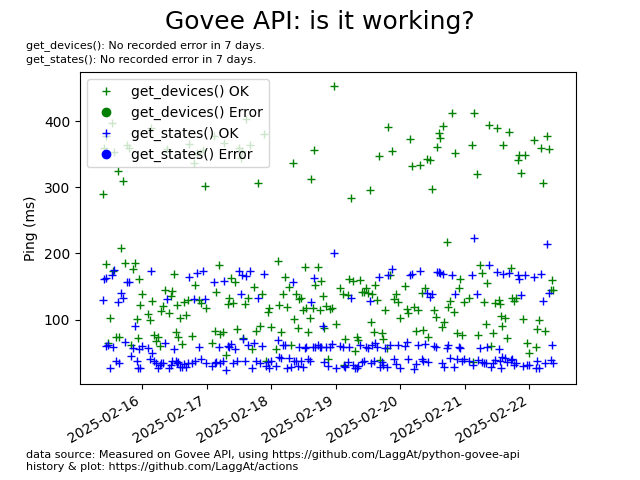 Govee API: is it working?
get_devices(): No recorded error in 7 days.
get_states(): No recorded error in 7 days.
get_devices() OK
get_devices() Error
get_states() OK
get_states() Error
Ping (ms)
400
300
200
100
2025-02-16
2025-02-17
2025-02-18
2025-02-19
2025-02-20
2025-02-21
2025-02-22
data source: Measured on Govee API, using https://github.com/LaggAt/python-govee-api
history & plot: https://github.com/LaggAt/actions